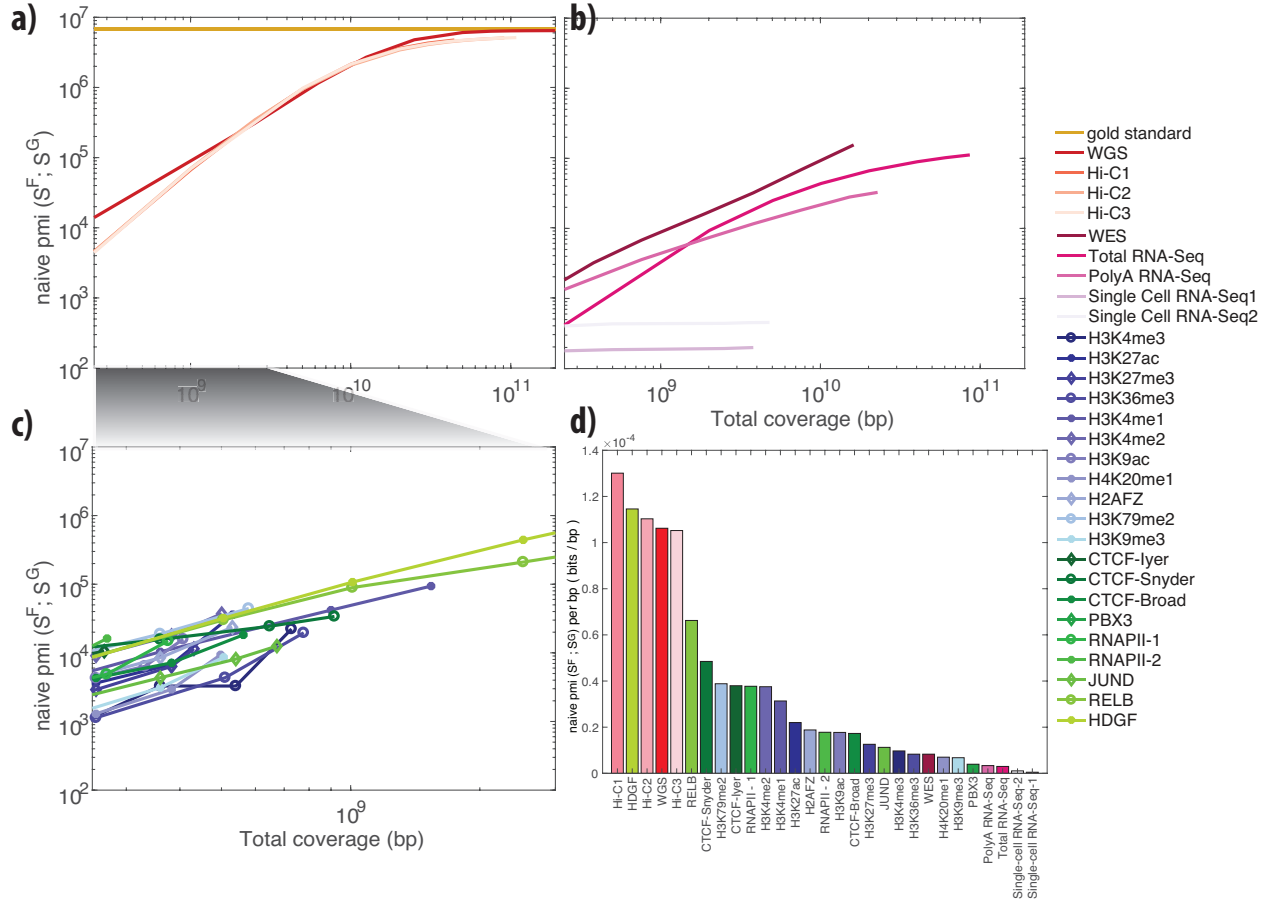 a)
10^7
10^6
10^5
10^4
10^3
10^2
naive pmi (S^F; S^G)
10^9
10^10
10^11
b)
10^9
10^10
10^11
Total coverage (bp)
gold standard
WGS
Hi-C1
Hi-C2
Hi-C3
WES
Total RNA-Seq
PolyA RNA-Seq
Single Cell RNA-Seq1
Single Cell RNA-Seq2
H3K4me3
H3K27ac
H3K27me3
H3K36me3
H3K4me1
H3K4me2
H3K9ac
H4K20me1
H2AFZ
H3K79me2
H3K9me3
CTCF-Iyer
CTCF-Snyder
CTCF-Broad
PBX3
RNAPII-1
RNAPII-2
JUND
RELB
HDGF
c)
10^7
10^6
10^5
10^4
10^3
10^2
naive pmi (S^F; S^G)
10^9
Total coverage (bp)
d)
×10^-4
1.4
1.2
1
0.8
0.6
0.4
0.2
0
naive pmi (SF ; SG) per bp ( bits / bp )
Hi-C1
HDGF
Hi-C2
WGS
Hi-C3
RELB
CTCF-Snyder
H3K79me2
CTCF-Iyer
RNAPII - 1
H3K4me2
H3K4me1
H3K27ac
H2AFZ
RNAPII - 2
H3K9ac
CTCF-Broad
H3K27me3
JUND
H3K4me3
H3K36me3
WES
H4K20me1
H3K9me3
PBX3
PolyA RNA-Seq
Total RNA-Seq
Single-cell RNA-Seq-2
Single-cell RNA-Seq-1